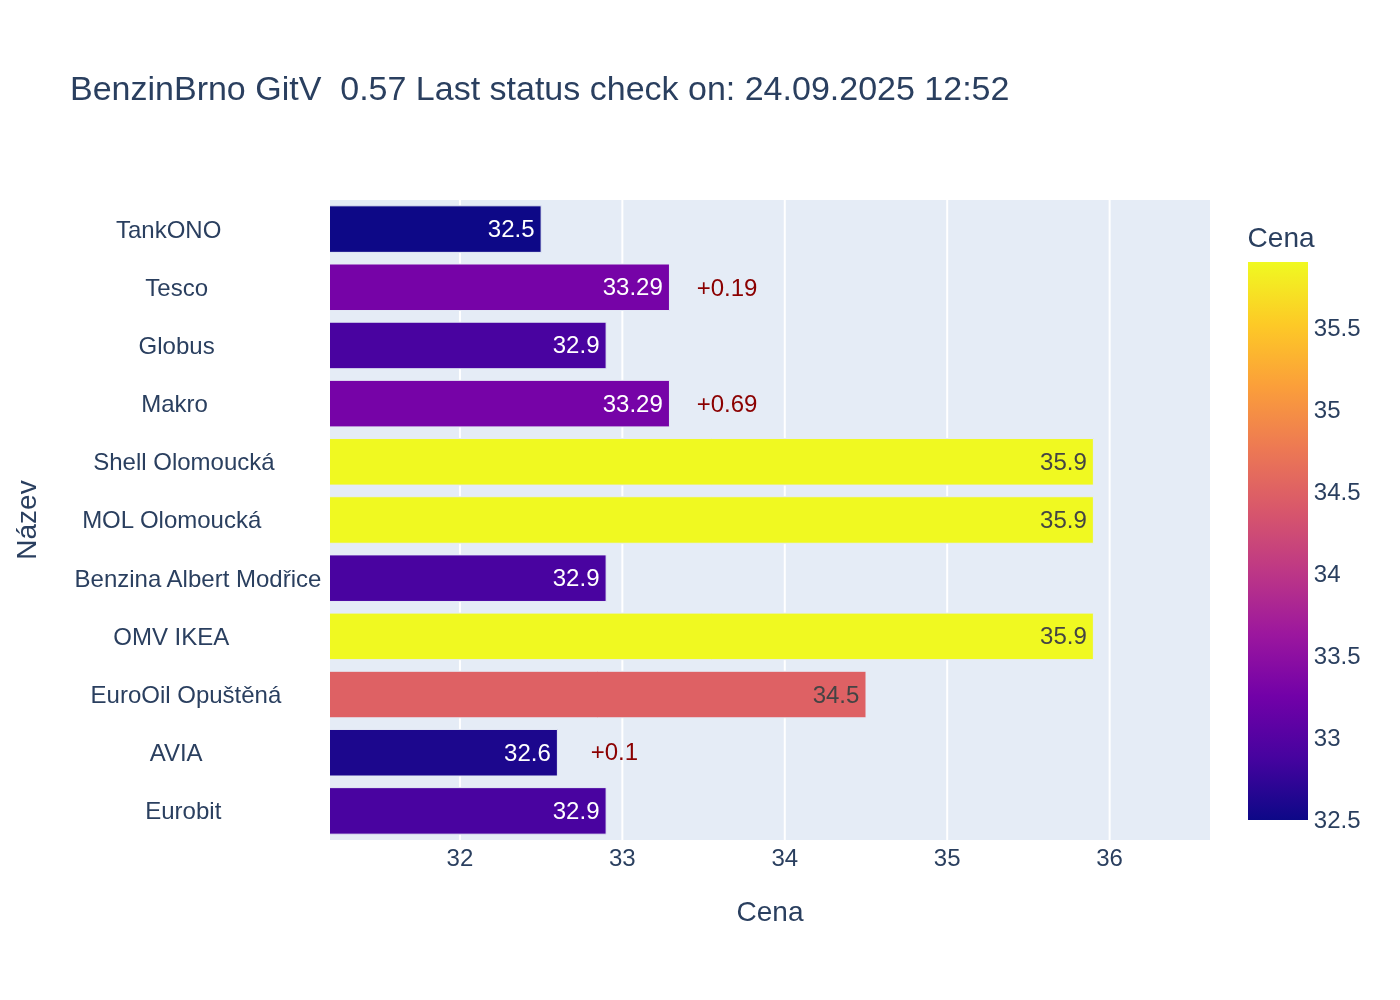 BenzinBrno GitV  0.57 Last status check on: 24.09.2025 12:52
TankONO 32.5
Tesco 33.29 +0.19
Globus 32.9
Makro 33.29 +0.69
Shell Olomoucká 35.9
MOL Olomoucká 35.9
Benzina Albert Modřice 32.9
OMV IKEA 35.9
EuroOil Opuštěná 34.5
AVIA 32.6 +0.1
Eurobit 32.9
32 33 34 35 36
Cena
Název
Cena
35.5
35
34.5
34
33.5
33
32.5